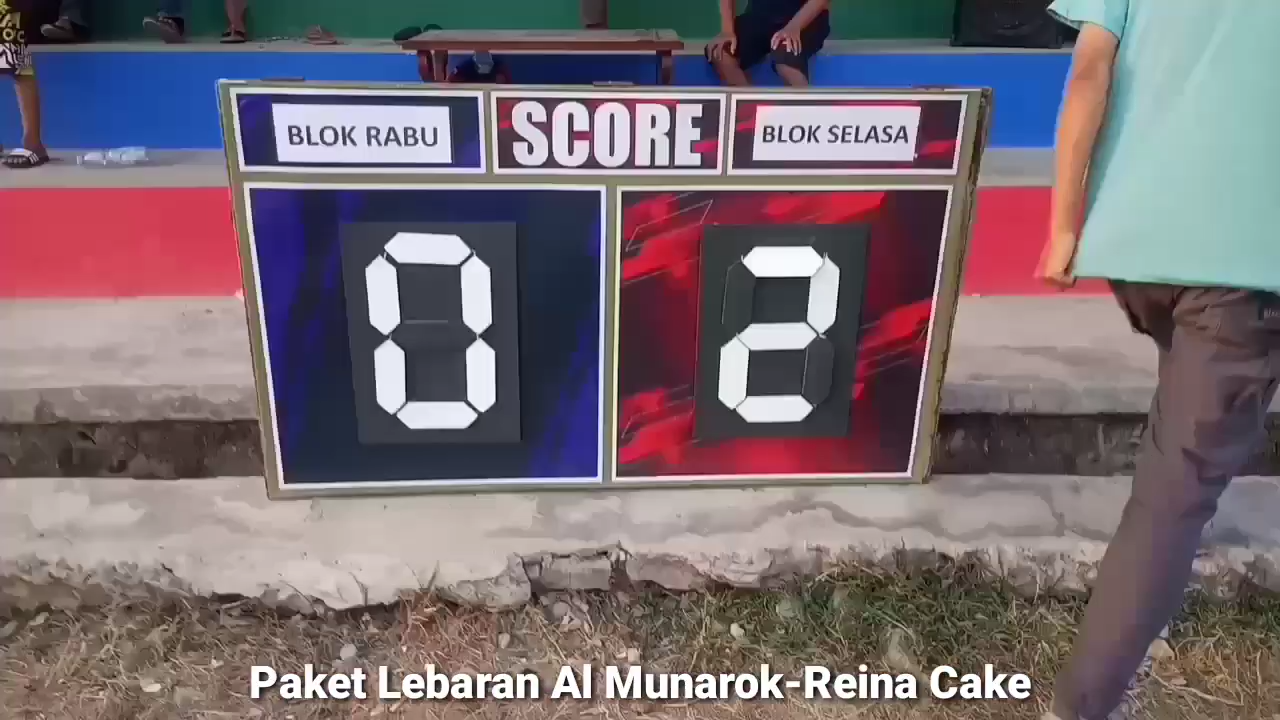 BLOK RABU
SCORE
BLOK SELASA
0
2
Paket Lebaran Al Munarok-Reina Cake